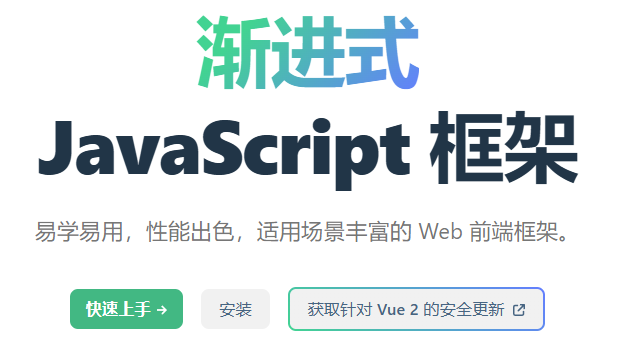 渐进式
JavaScript 框架
易学易用，性能出色，适用场景丰富的 Web 前端框架。
快速上手 → 安装 获取针对 Vue 2 的安全更新